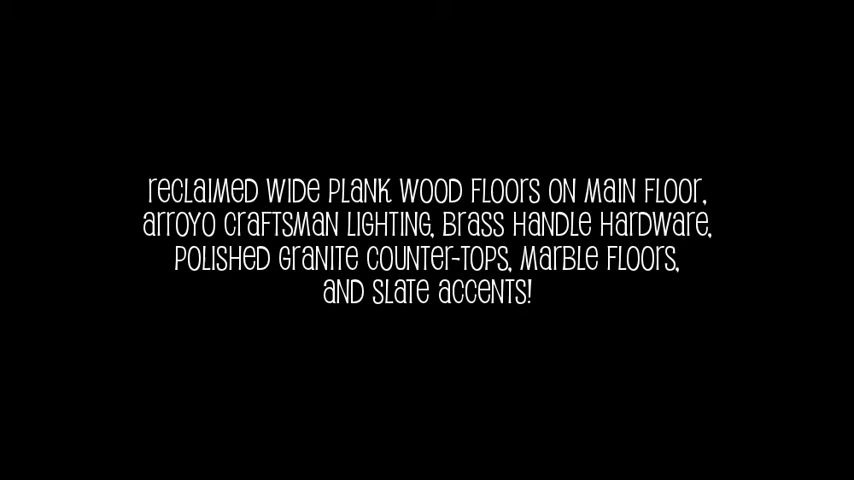 reclaimed wide plank wood floors on main floor,
arroyo craftsman lighting, brass handle hardware,
polished granite counter-tops, marble floors,
and slate accents!